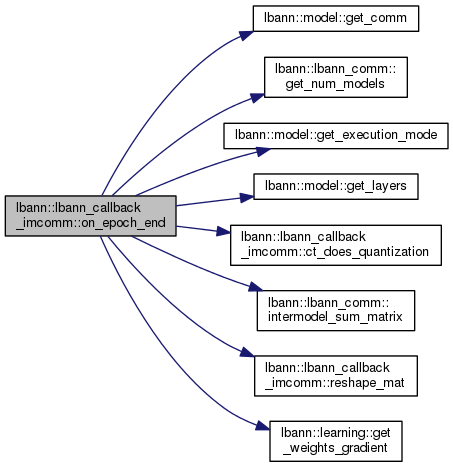 lbann::model::get_comm
lbann::lbann_comm::
get_num_models
lbann::model::get_execution_mode
lbann::model::get_layers
lbann::lbann_callback
_imcomm::on_epoch_end
lbann::lbann_callback
_imcomm::ct_does_quantization
lbann::lbann_comm::
intermodel_sum_matrix
lbann::lbann_callback
_imcomm::reshape_mat
lbann::learning::get
_weights_gradient